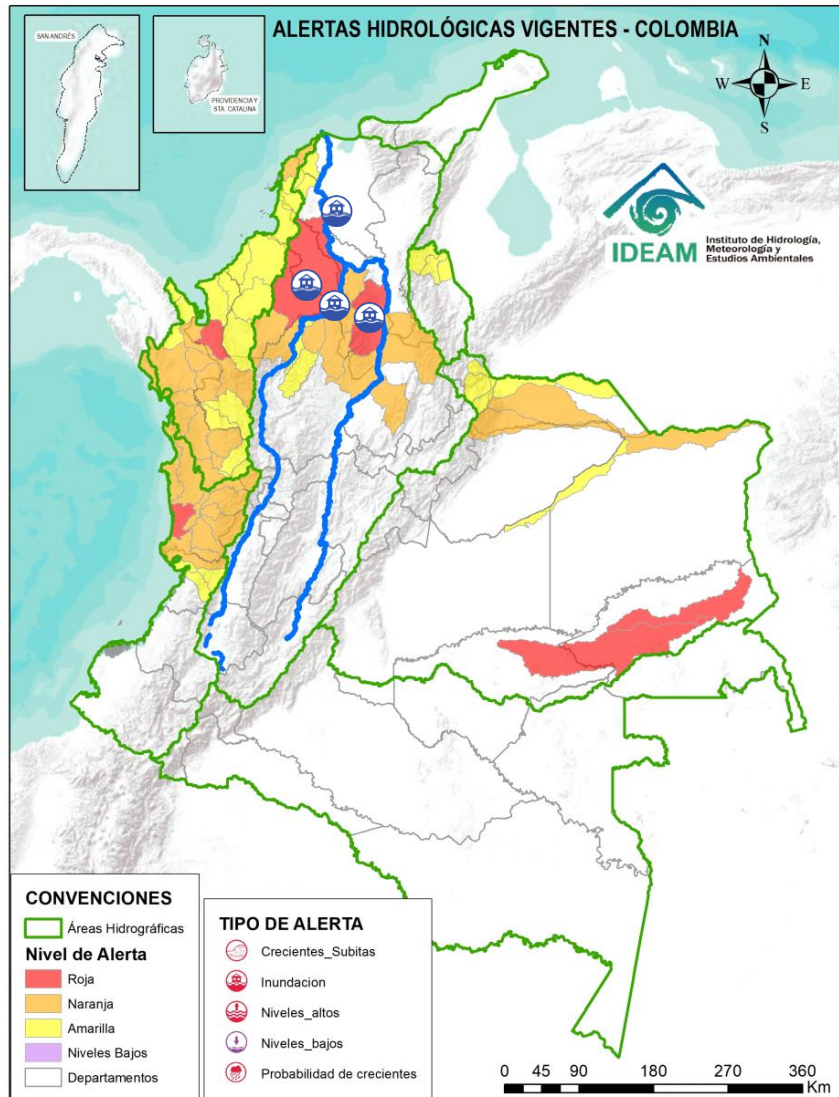 ALERTAS HIDROLÓGICAS VIGENTES - COLOMBIA
SAN ANDRÉS
PROVIDENCIA Y
STA. CATALINA
N
W
E
S
IDEAM
Instituto de Hidrología,
Meteorología y
Estudios Ambientales
CONVENCIONES
Áreas Hidrográficas
Nivel de Alerta
Roja
Naranja
Amarilla
Niveles Bajos
Departamentos
TIPO DE ALERTA
Crecientes_Subitas
Inundacion
Niveles_altos
Niveles_bajos
Probabilidad de crecientes
0 45 90 180 270 360
Km